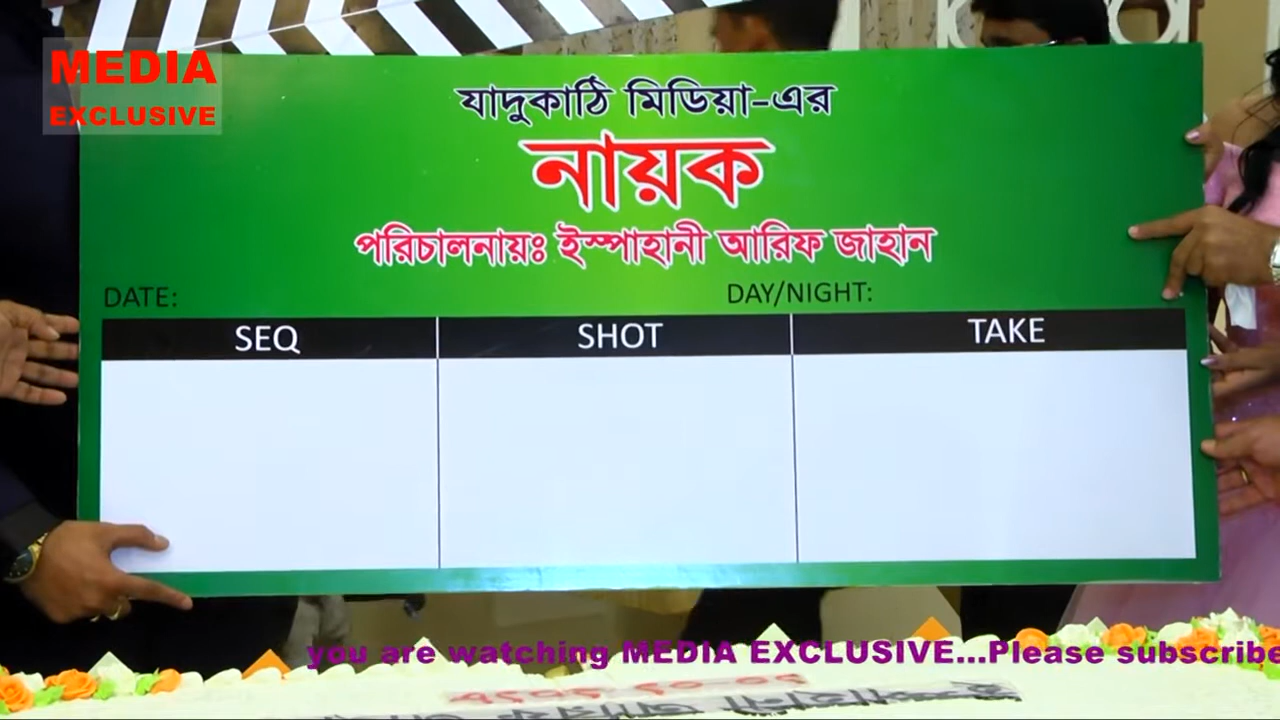 MEDIA
EXCLUSIVE
যাদুকাঠি মিডিয়া-এর
নায়ক
পরিচালনায়ঃ ইস্পাহানী আরিফ জাহান
DATE:
DAY/NIGHT:
SEQ
SHOT
TAKE
you are watching MEDIA EXCLUSIVE...Please subscribe